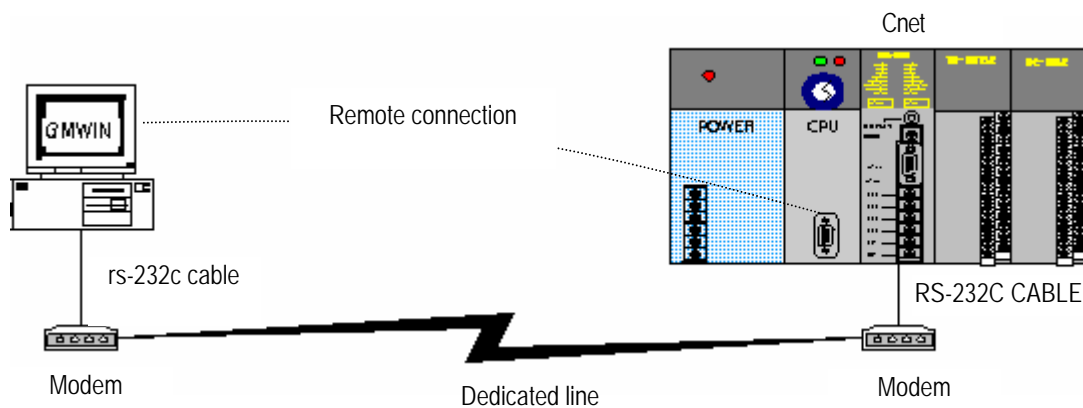 Cnet
GMWIN
Remote connection
POWER
CPU
rs-232c cable
RS-232C CABLE
Modem
Dedicated line
Modem